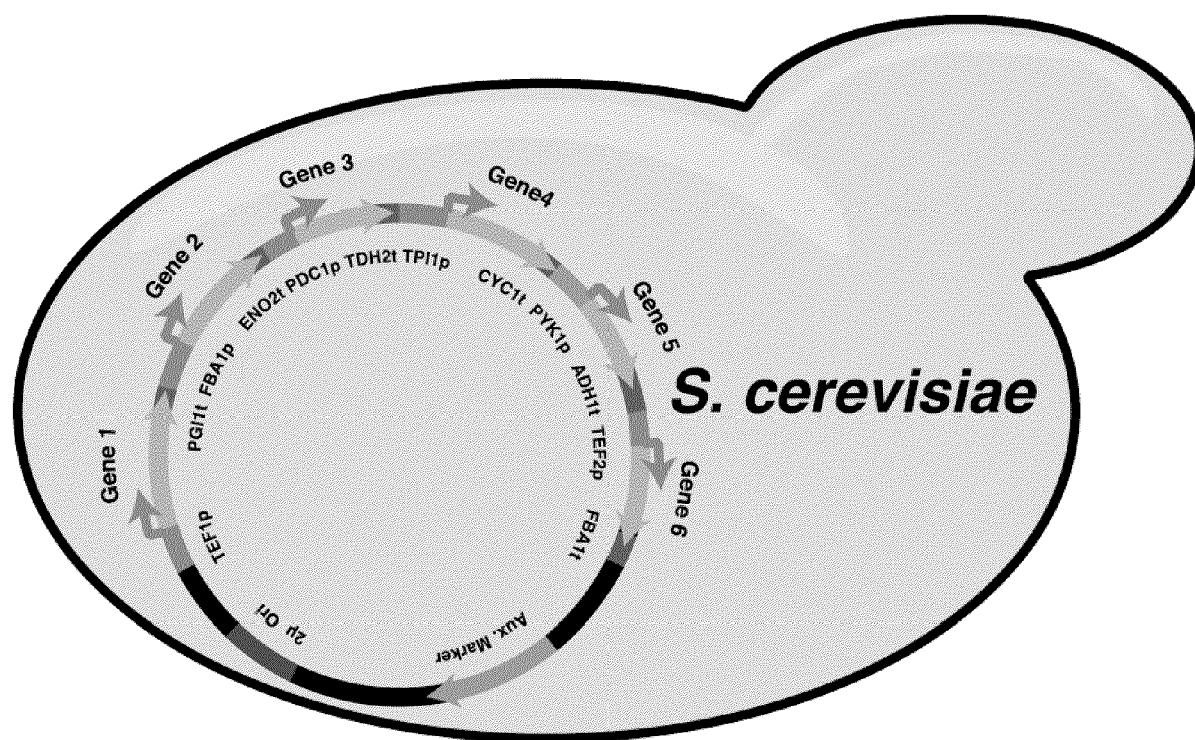 Gene 1
Gene 2
Gene 3
Gene4
Gene 5
Gene 6
TEF1p
PGI1t FBA1p
ENO2t PDC1p TDH2t TPI1p
CYC1t PYK1p
ADH1t TEF2p
FBA1t
Aux. Marker
2μ Ori
S. cerevisiae